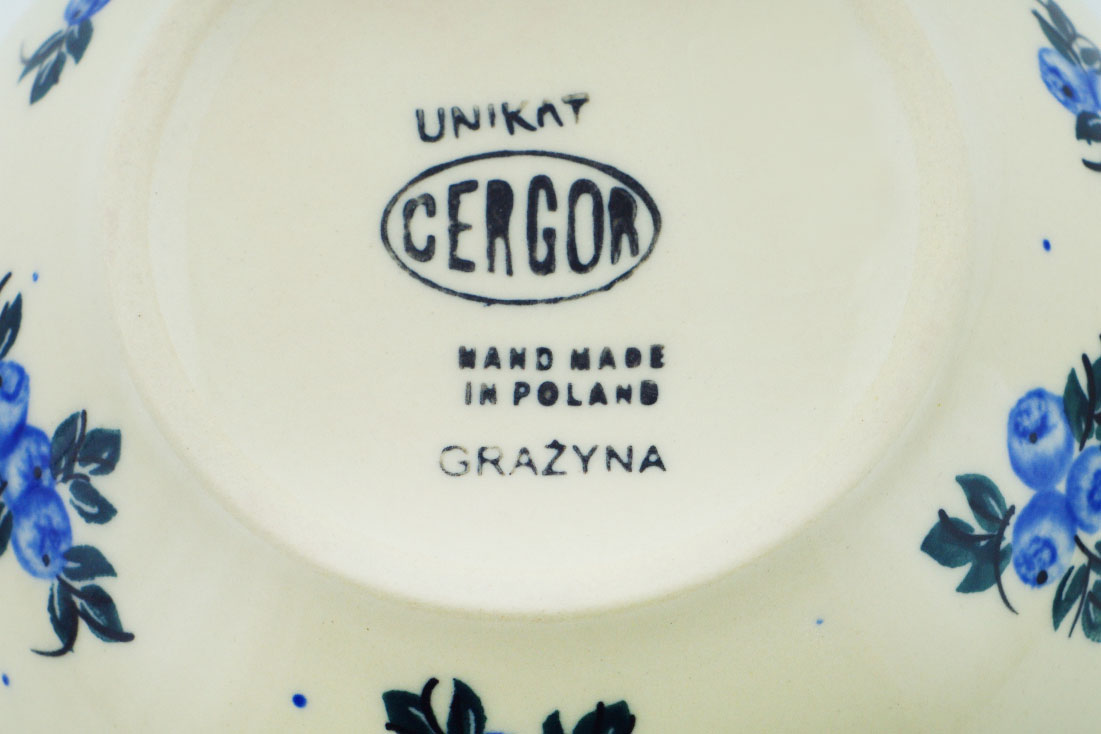 UNIKAT
CERGOR
HAND MADE
IN POLAND
GRAŻYNA